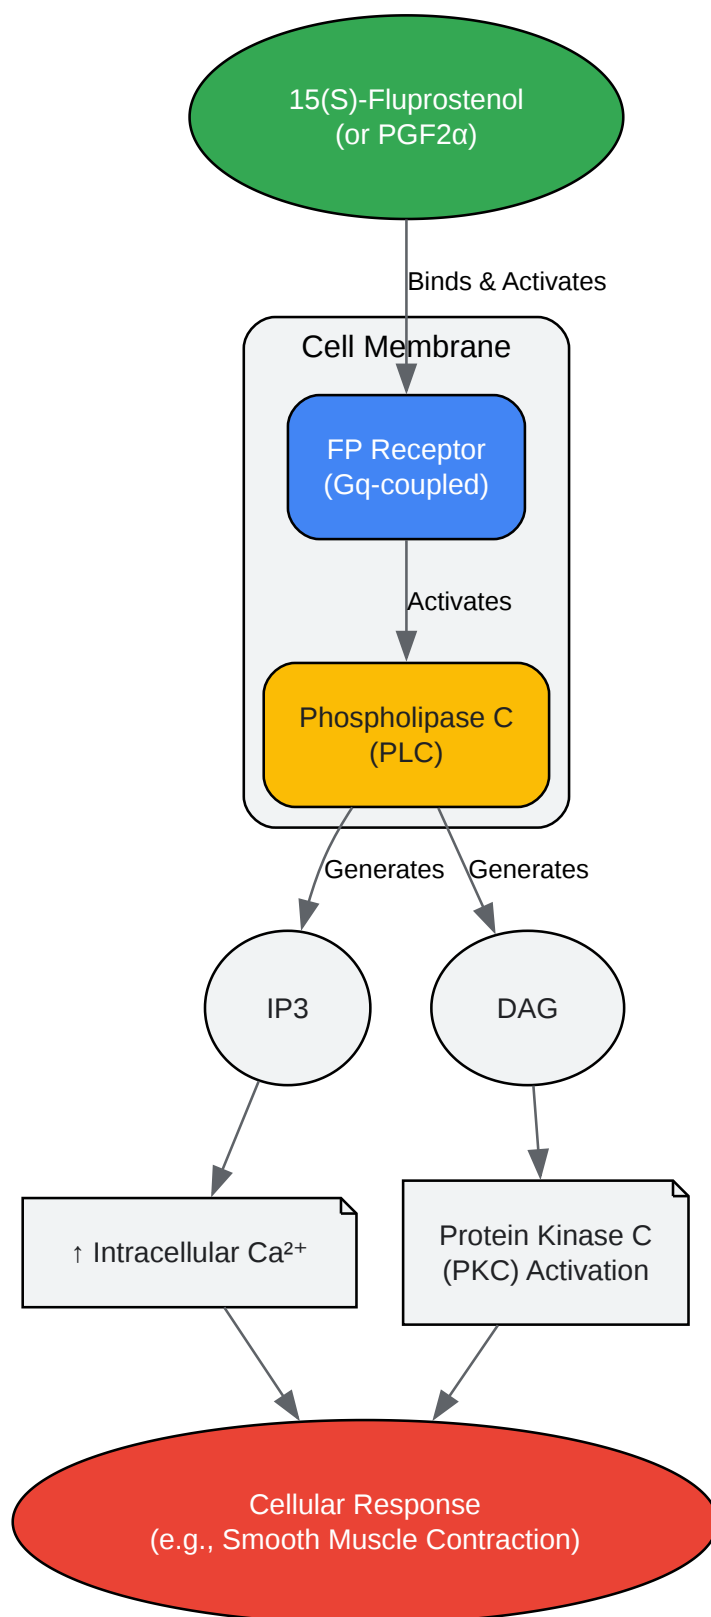 15(S)-Fluprostenol
(or PGF2α)
Binds & Activates
Cell Membrane
FP Receptor
(Gq-coupled)
Activates
Phospholipase C
(PLC)
Generates
Generates
IP3
DAG
↑ Intracellular Ca²⁺
Protein Kinase C
(PKC) Activation
Cellular Response
(e.g., Smooth Muscle Contraction)